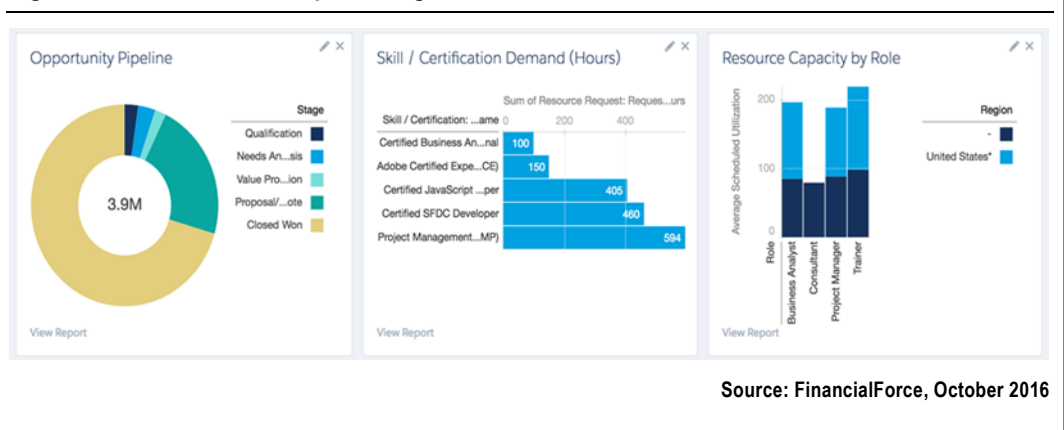 Opportunity Pipeline
Stage
Qualification
Needs An...sis
Value Pro...ion
Proposal/...ote
Closed Won
3.9M
View Report
Skill / Certification Demand (Hours)
Sum of Resource Request: Reques...urs
Skill / Certification: ...ame 0 200 400
Certified Business An...nal 100
Adobe Certified Expe...CE) 150
Certified JavaScript ...per 405
Certified SFDC Developer 460
Project Management...MP) 594
Resource Capacity by Role
Average Scheduled Utilization
200
100
0
Role
Business Analyst
Consultant
Project Manager
Trainer
Region
-
United States*
View Report
Source: FinancialForce, October 2016